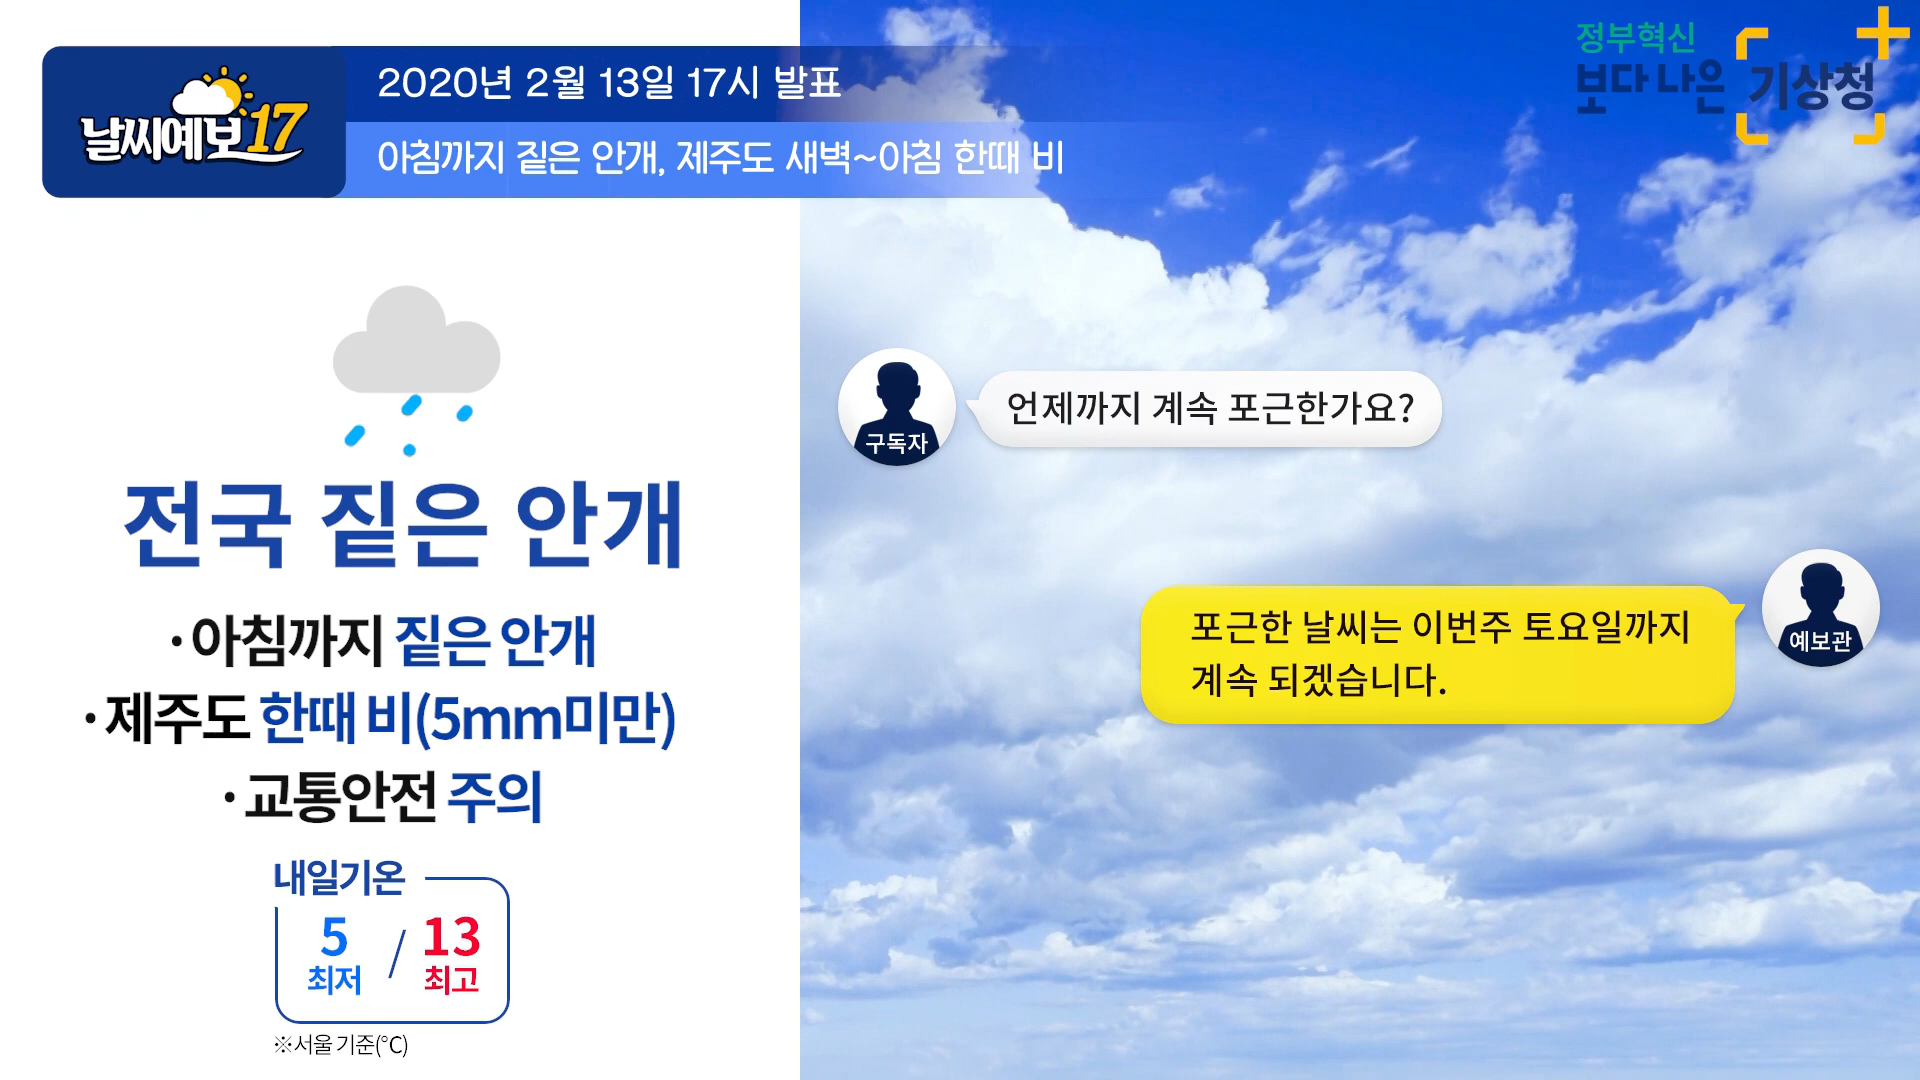 날씨예보17
2020년 2월 13일 17시 발표
아침까지 짙은 안개, 제주도 새벽~아침 한때 비
정부혁신
보다 나은 기상청
전국 짙은 안개
·아침까지 짙은 안개
·제주도 한때 비(5mm미만)
·교통안전 주의
내일기온
5 / 13
최저 최고
※서울 기준(℃)
구독자
언제까지 계속 포근한가요?
포근한 날씨는 이번주 토요일까지
계속 되겠습니다.
예보관